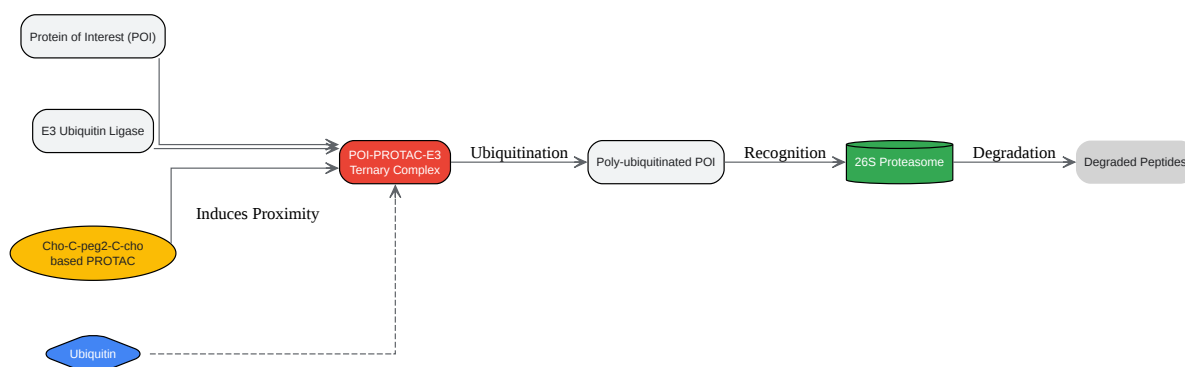 Protein of Interest (POI)
E3 Ubiquitin Ligase
POI-PROTAC-E3
Ternary Complex
Ubiquitination
Poly-ubiquitinated POI
Recognition
26S Proteasome
Degradation
Degraded Peptides
Induces Proximity
Cho-C-peg2-C-cho
based PROTAC
Ubiquitin